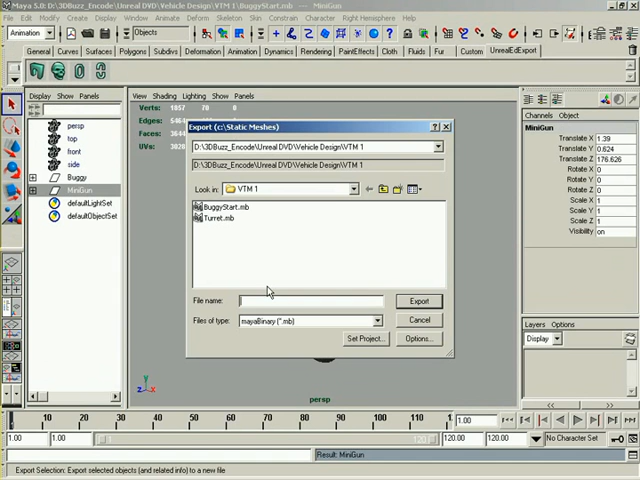 Maya 5.0: D:\3DBuzz_Encode\Unreal DVD\Vehicle Design\VTM 1\BuggyStart.mb --- MiniGun
File Edit Modify Create Display Window Animate Deform Skeleton Skin Constrain Character Right Hemisphere Help
Animation Objects
General Curves Surfaces Polygons Subdivs Deformation Animation Dynamics Rendering PaintEffects Cloth Fluids Fur Custom UnrealEdExport
Display Show Panels
View Shading Lighting Show Panels
Channels Object
persp
top
front
side
Buggy
MiniGun
defaultLightSet
defaultObjectSet
Verts: 1857 70 0
Edges:
Faces:
UVs:
Export (c:\Static Meshes)
D:\3DBuzz_Encode\Unreal DVD\Vehicle Design\VTM 1
D:\3DBuzz_Encode\Unreal DVD\Vehicle Design\VTM 1
Look in: VTM 1
BuggyStart.mb
Turret.mb
File name: Export
Files of type: mayaBinary (*.mb) Cancel
Set Project... Options...
MiniGun
Translate X 1.39
Translate Y 0.624
Translate Z 176.626
Rotate X 0
Rotate Y 0
Rotate Z 0
Scale X 1
Scale Y 1
Scale Z 1
Visibility on
Layers Options
Display
persp
10 20 30 40 50 60 70 80 90 100 110 120 1.00
1.00 1.00 120.00 120.00 No Character Set
Result: MiniGun
Export Selection: Export selected objects (and related info) to a new file